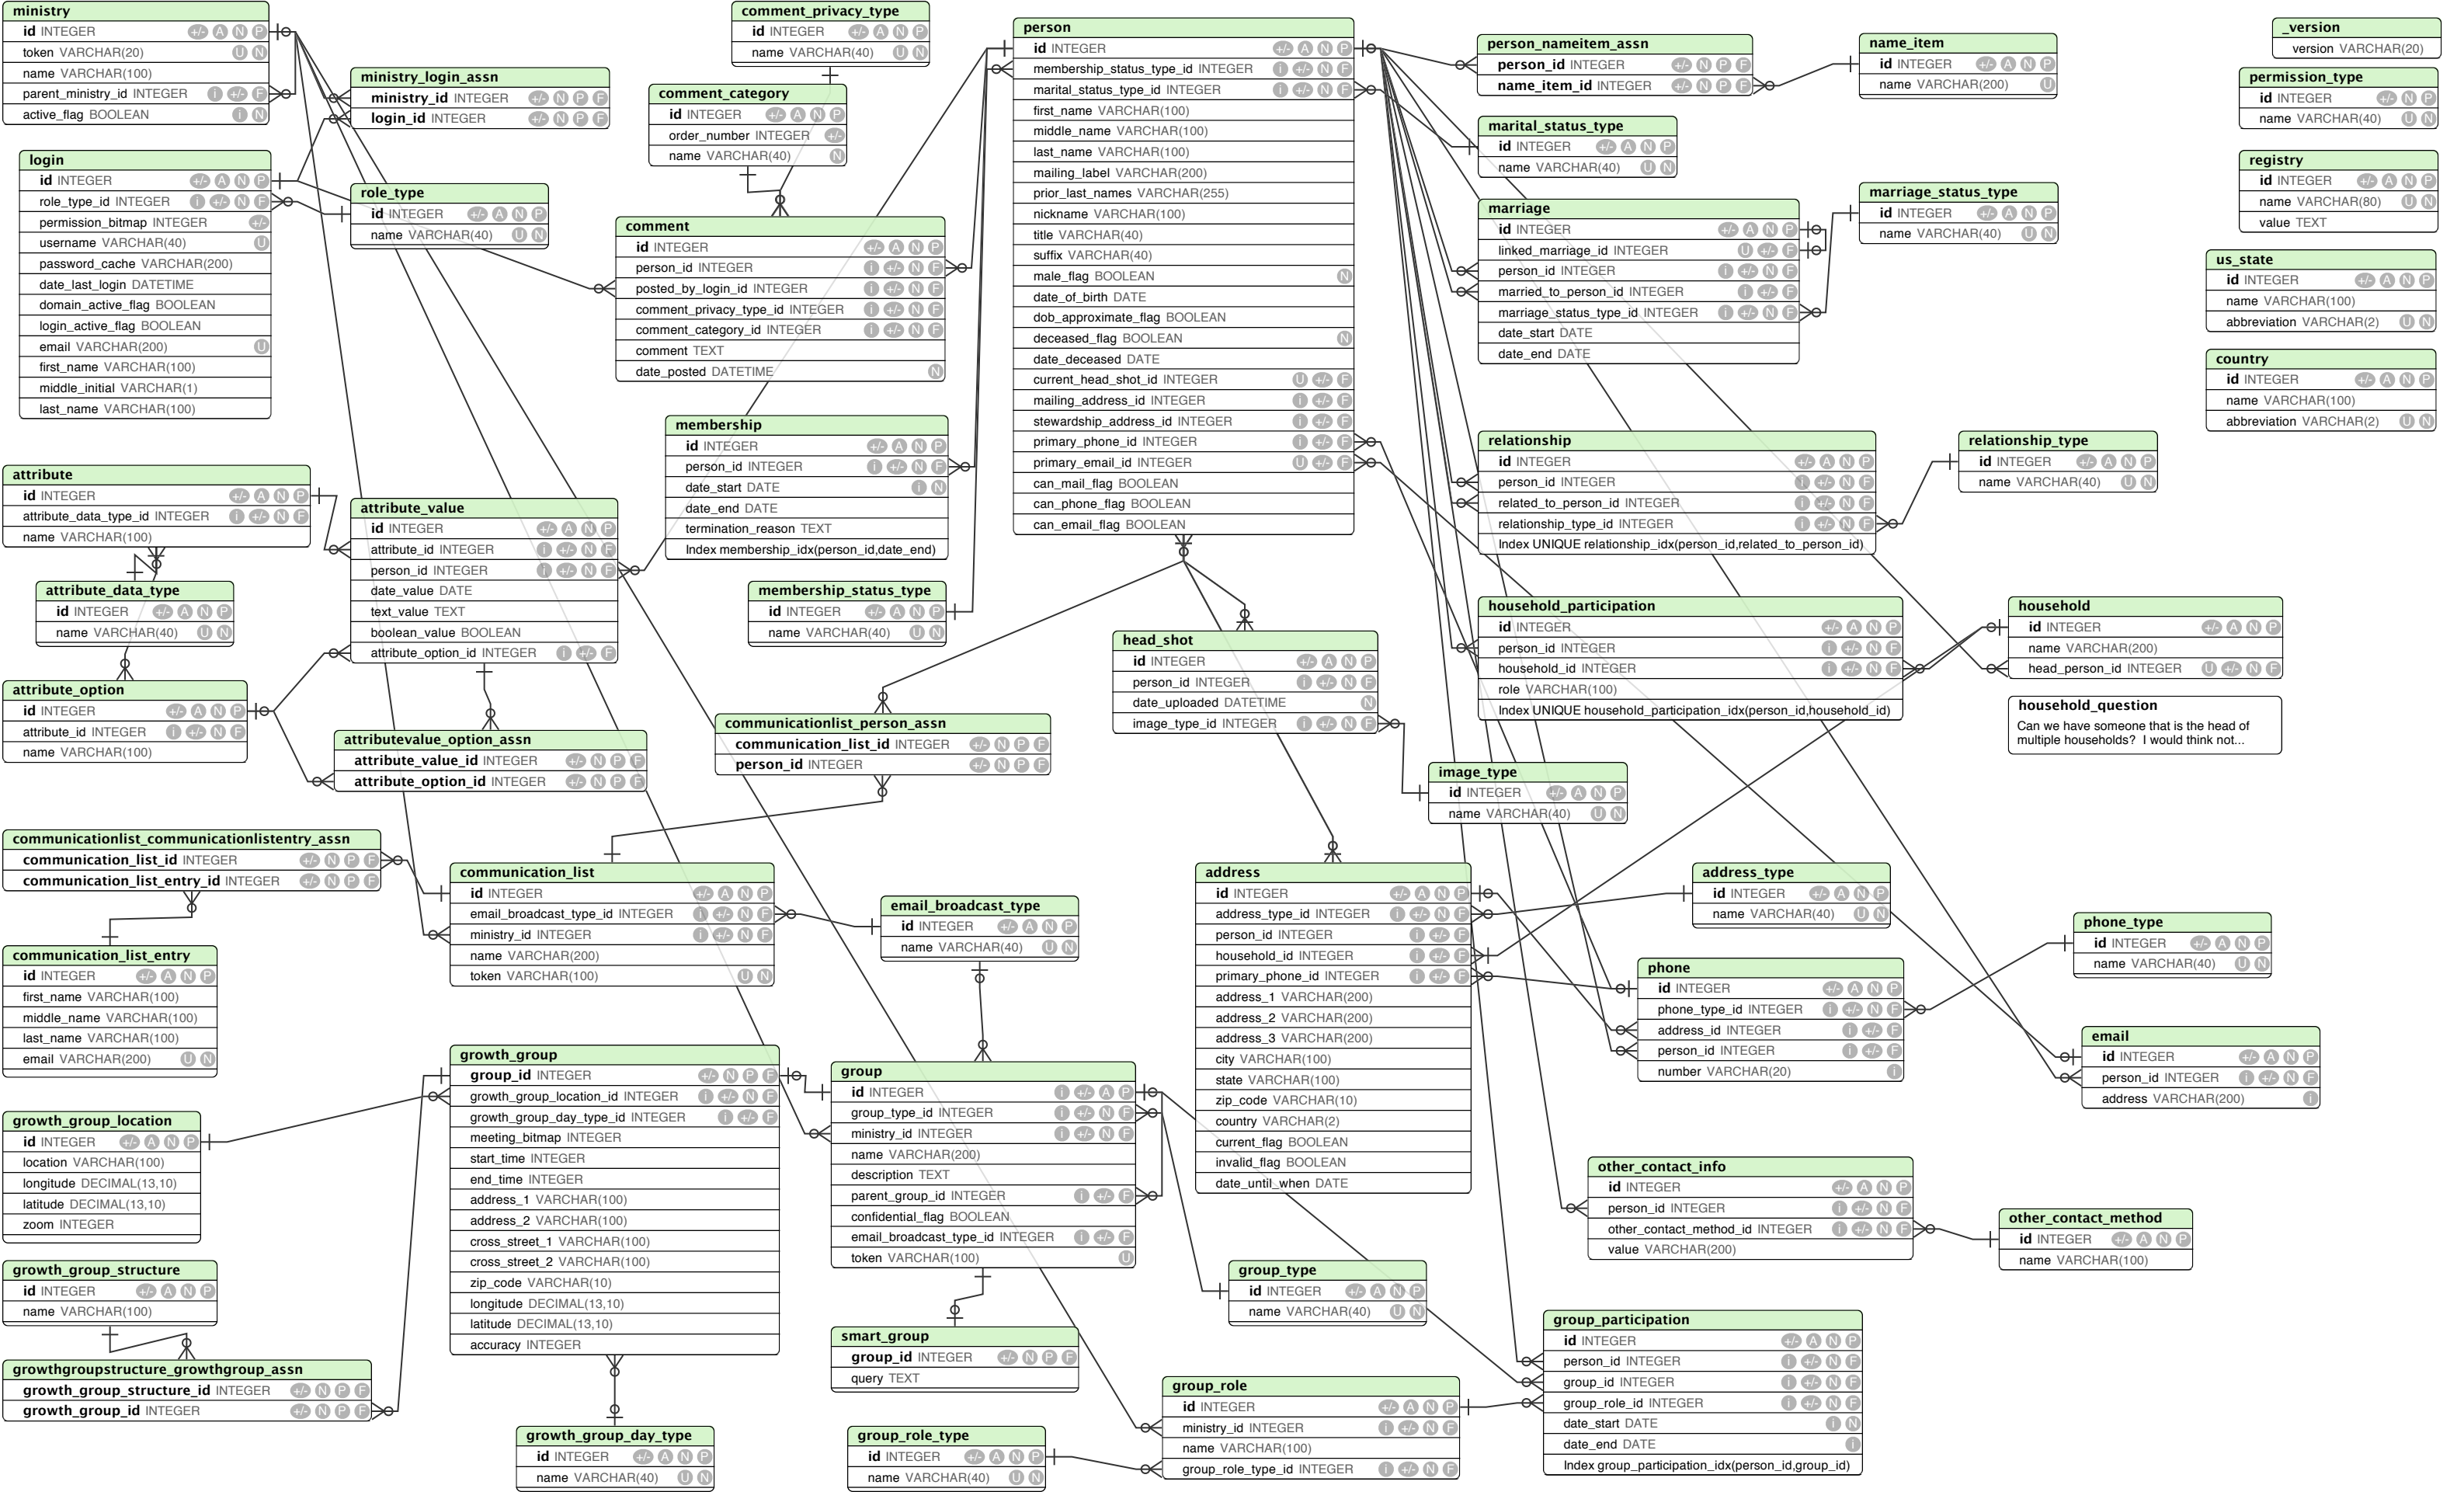 ministry
id INTEGER +/- A N P
token VARCHAR(20) U N
name VARCHAR(100)
parent_ministry_id INTEGER i +/- F
active_flag BOOLEAN i N
ministry_login_assn
ministry_id INTEGER +/- N P F
login_id INTEGER +/- N P F
login
id INTEGER +/- A N P
role_type_id INTEGER i +/- N F
permission_bitmap INTEGER +/-
username VARCHAR(40) U
password_cache VARCHAR(200)
date_last_login DATETIME
domain_active_flag BOOLEAN
login_active_flag BOOLEAN
email VARCHAR(200) U
first_name VARCHAR(100)
middle_initial VARCHAR(1)
last_name VARCHAR(100)
role_type
id INTEGER +/- A N P
name VARCHAR(40) U N
comment_privacy_type
id INTEGER +/- A N P
name VARCHAR(40) U N
comment_category
id INTEGER +/- A N P
order_number INTEGER +/-
name VARCHAR(40) N
comment
id INTEGER +/- A N P
person_id INTEGER i +/- N F
posted_by_login_id INTEGER i +/- N F
comment_privacy_type_id INTEGER i +/- N F
comment_category_id INTEGER i +/- N F
comment TEXT
date_posted DATETIME N
membership
id INTEGER +/- A N P
person_id INTEGER i +/- N F
date_start DATE i N
date_end DATE
termination_reason TEXT
Index membership_idx(person_id,date_end)
membership_status_type
id INTEGER +/- A N P
name VARCHAR(40) U N
person
id INTEGER +/- A N P
membership_status_type_id INTEGER i +/- N F
marital_status_type_id INTEGER i +/- N F
first_name VARCHAR(100)
middle_name VARCHAR(100)
last_name VARCHAR(100)
mailing_label VARCHAR(200)
prior_last_names VARCHAR(255)
nickname VARCHAR(100)
title VARCHAR(40)
suffix VARCHAR(40)
male_flag BOOLEAN N
date_of_birth DATE
dob_approximate_flag BOOLEAN
deceased_flag BOOLEAN N
date_deceased DATE
current_head_shot_id INTEGER U +/- F
mailing_address_id INTEGER i +/- F
stewardship_address_id INTEGER i +/- F
primary_phone_id INTEGER i +/- F
primary_email_id INTEGER U +/- F
can_mail_flag BOOLEAN
can_phone_flag BOOLEAN
can_email_flag BOOLEAN
person_nameitem_assn
person_id INTEGER +/- N P F
name_item_id INTEGER +/- N P F
name_item
id INTEGER +/- A N P
name VARCHAR(200) U
marital_status_type
id INTEGER +/- A N P
name VARCHAR(40) U N
marriage
id INTEGER +/- A N P
linked_marriage_id INTEGER U +/- F
person_id INTEGER i +/- N F
married_to_person_id INTEGER i +/- F
marriage_status_type_id INTEGER i +/- N F
date_start DATE
date_end DATE
marriage_status_type
id INTEGER +/- A N P
name VARCHAR(40) U N
_version
version VARCHAR(20)
permission_type
id INTEGER +/- N P
name VARCHAR(40) U N
registry
id INTEGER +/- A N P
name VARCHAR(80) U N
value TEXT
us_state
id INTEGER +/- A N P
name VARCHAR(100)
abbreviation VARCHAR(2) U N
country
id INTEGER +/- A N P
name VARCHAR(100)
abbreviation VARCHAR(2) U N
relationship
id INTEGER +/- A N P
person_id INTEGER i +/- N F
related_to_person_id INTEGER i +/- N F
relationship_type_id INTEGER i +/- N F
Index UNIQUE relationship_idx(person_id,related_to_person_id)
relationship_type
id INTEGER +/- A N P
name VARCHAR(40) U N
household_participation
id INTEGER +/- A N P
person_id INTEGER i +/- N F
household_id INTEGER i +/- N F
role VARCHAR(100)
Index UNIQUE household_participation_idx(person_id,household_id)
household
id INTEGER +/- A N P
name VARCHAR(200)
head_person_id INTEGER U +/- N F
household_question
Can we have someone that is the head of
multiple households? I would think not...
attribute
id INTEGER +/- A N P
attribute_data_type_id INTEGER i +/- N F
name VARCHAR(100)
attribute_data_type
id INTEGER +/- A N P
name VARCHAR(40) U N
attribute_option
id INTEGER +/- A N P
attribute_id INTEGER i +/- N F
name VARCHAR(100)
attribute_value
id INTEGER +/- A N P
attribute_id INTEGER i +/- N F
person_id INTEGER i +/- N F
date_value DATE
text_value TEXT
boolean_value BOOLEAN
attribute_option_id INTEGER i +/- F
attributevalue_option_assn
attribute_value_id INTEGER +/- N P F
attribute_option_id INTEGER +/- N P F
communicationlist_person_assn
communication_list_id INTEGER +/- N P F
person_id INTEGER +/- N P F
head_shot
id INTEGER +/- A N P
person_id INTEGER i +/- N F
date_uploaded DATETIME N
image_type_id INTEGER i +/- N F
image_type
id INTEGER +/- A N P
name VARCHAR(40) U N
communicationlist_communicationlistentry_assn
communication_list_id INTEGER +/- N P F
communication_list_entry_id INTEGER +/- N P F
communication_list_entry
id INTEGER +/- A N P
first_name VARCHAR(100)
middle_name VARCHAR(100)
last_name VARCHAR(100)
email VARCHAR(200) U N
communication_list
id INTEGER +/- A N P
email_broadcast_type_id INTEGER i +/- N F
ministry_id INTEGER i +/- N F
name VARCHAR(200)
token VARCHAR(100) U N
email_broadcast_type
id INTEGER +/- A N P
name VARCHAR(40) U N
address
id INTEGER +/- A N P
address_type_id INTEGER i +/- N F
person_id INTEGER i +/- F
household_id INTEGER i +/- F
primary_phone_id INTEGER i +/- F
address_1 VARCHAR(200)
address_2 VARCHAR(200)
address_3 VARCHAR(200)
city VARCHAR(100)
state VARCHAR(100)
zip_code VARCHAR(10)
country VARCHAR(2)
current_flag BOOLEAN
invalid_flag BOOLEAN
date_until_when DATE
address_type
id INTEGER +/- A N P
name VARCHAR(40) U N
phone
id INTEGER +/- A N P
phone_type_id INTEGER i +/- N F
address_id INTEGER i +/- F
person_id INTEGER i +/- F
number VARCHAR(20) i
phone_type
id INTEGER +/- A N P
name VARCHAR(40) U N
email
id INTEGER +/- A N P
person_id INTEGER i +/- N F
address VARCHAR(200) i
growth_group_location
id INTEGER +/- A N P
location VARCHAR(100)
longitude DECIMAL(13,10)
latitude DECIMAL(13,10)
zoom INTEGER
growth_group_structure
id INTEGER +/- A N P
name VARCHAR(100)
growthgroupstructure_growthgroup_assn
growth_group_structure_id INTEGER +/- N P F
growth_group_id INTEGER +/- N P F
growth_group
group_id INTEGER +/- N P F
growth_group_location_id INTEGER i +/- N F
growth_group_day_type_id INTEGER i +/- F
meeting_bitmap INTEGER
start_time INTEGER
end_time INTEGER
address_1 VARCHAR(100)
address_2 VARCHAR(100)
cross_street_1 VARCHAR(100)
cross_street_2 VARCHAR(100)
zip_code VARCHAR(10)
longitude DECIMAL(13,10)
latitude DECIMAL(13,10)
accuracy INTEGER
growth_group_day_type
id INTEGER +/- A N P
name VARCHAR(40) U N
group
id INTEGER i +/- A P
group_type_id INTEGER i +/- N F
ministry_id INTEGER i +/- N F
name VARCHAR(200)
description TEXT
parent_group_id INTEGER i +/- F
confidential_flag BOOLEAN
email_broadcast_type_id INTEGER i +/- F
token VARCHAR(100) U
smart_group
group_id INTEGER +/- N P F
query TEXT
group_role_type
id INTEGER +/- A N P
name VARCHAR(40) U N
group_type
id INTEGER +/- A N P
name VARCHAR(40) U N
group_role
id INTEGER +/- A N P
ministry_id INTEGER i +/- N F
name VARCHAR(100)
group_role_type_id INTEGER i +/- N F
other_contact_info
id INTEGER +/- A N P
person_id INTEGER i +/- N F
other_contact_method_id INTEGER i +/- N F
value VARCHAR(200)
other_contact_method
id INTEGER +/- A N P
name VARCHAR(100)
group_participation
id INTEGER +/- A N P
person_id INTEGER i +/- N F
group_id INTEGER i +/- N F
group_role_id INTEGER i +/- N F
date_start DATE i N
date_end DATE i
Index group_participation_idx(person_id,group_id)